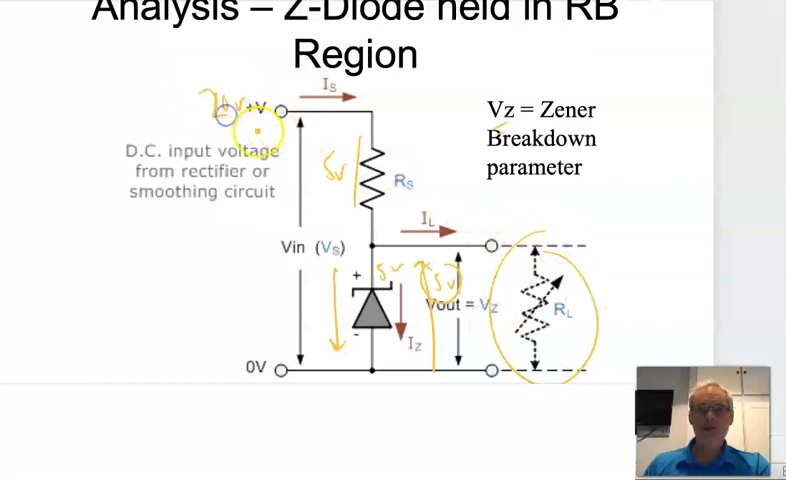 Analysis – Z-Diode held in RB
Region
Is
+V
Vz = Zener
Breakdown
parameter
D.C. input voltage
from rectifier or
smoothing circuit
5v
Rs
IL
Vin (Vs)
+
5v
5v
Vout = Vz
RL
-
Iz
0V